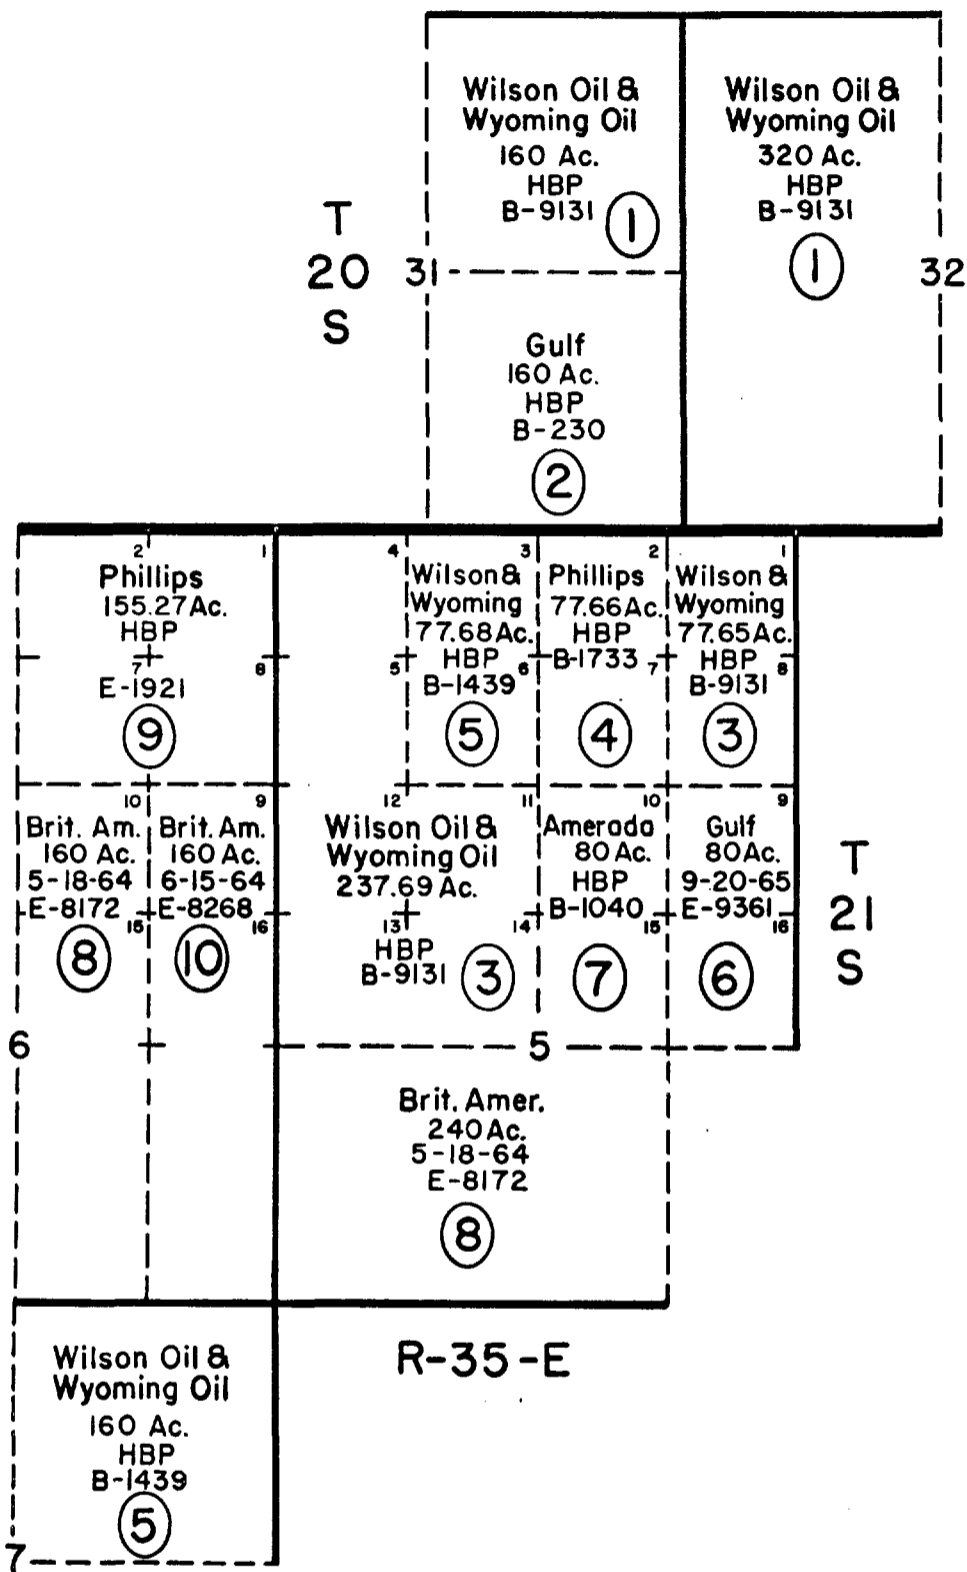 Wilson Oil &
Wyoming Oil
160 Ac.
HBP
B-9131
1
Wilson Oil &
Wyoming Oil
320 Ac.
HBP
B-9131
1
T
20
S
31
32
Gulf
160 Ac.
HBP
B-230
2
2 1 4 3 2 1
Phillips
155.27 Ac.
HBP
7 8
E-1921
9
Wilson &
Wyoming
77.68 Ac.
HBP
5 6
B-1439
5
Phillips
77.66 Ac.
HBP
B-1733 7
4
Wilson &
Wyoming
77.65 Ac.
HBP 8
B-9131
3
10 9 12 11 10 9
Brit. Am.
160 Ac.
5-18-64
E-8172
15
8
Brit. Am.
160 Ac.
6-15-64
E-8268
16
10
Wilson Oil &
Wyoming Oil
237.69 Ac.
13 14
HBP
B-9131
3
Amerada
80 Ac.
HBP
B-1040
15
7
Gulf
80 Ac.
9-20-65
E-9361
16
6
T
21
S
6
5
Brit. Amer.
240 Ac.
5-18-64
E-8172
8
R-35-E
Wilson Oil &
Wyoming Oil
160 Ac.
HBP
B-1439
5
7